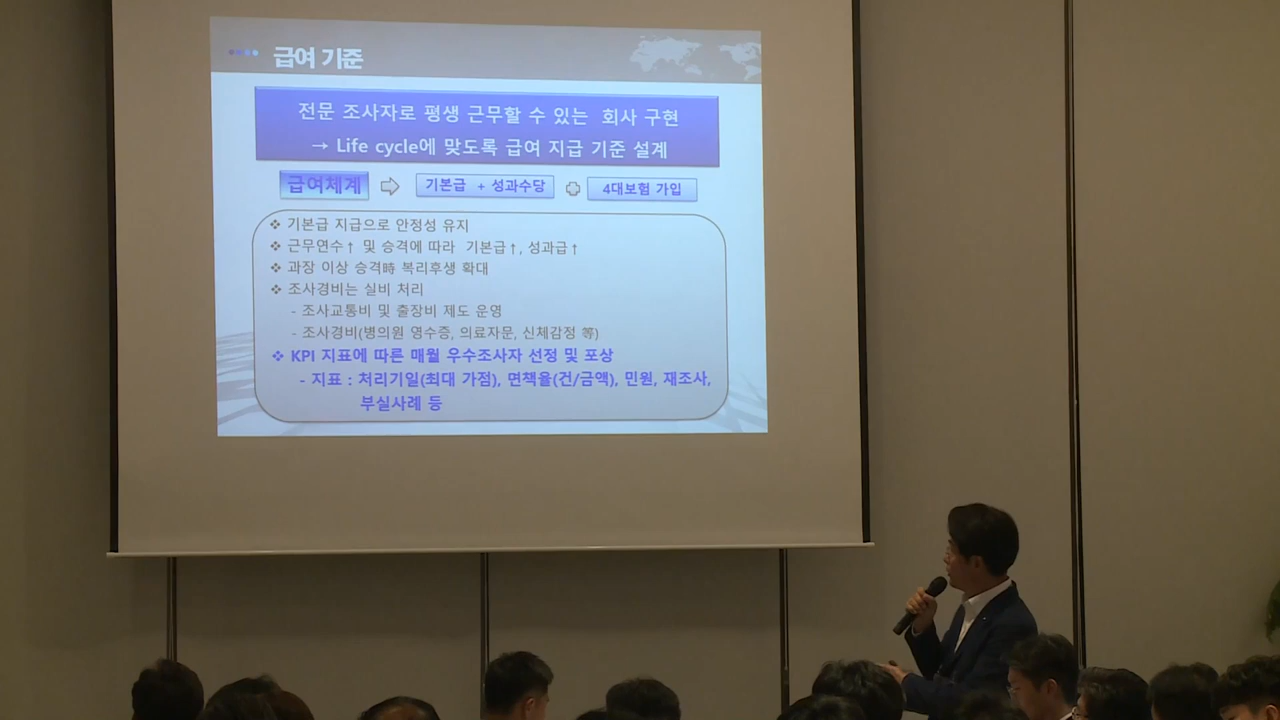 급여 기준
전문 조사자로 평생 근무할 수 있는 회사 구현
→ Life cycle에 맞도록 급여 지급 기준 설계
급여체계 기본급 + 성과수당 4대보험 가입
❖ 기본급 지급으로 안정성 유지
❖ 근무연수↑ 및 승격에 따라 기본급↑, 성과급↑
❖ 과장 이상 승격時 복리후생 확대
❖ 조사경비는 실비 처리
- 조사교통비 및 출장비 제도 운영
- 조사경비(병의원 영수증, 의료자문, 신체감정 等)
❖ KPI 지표에 따른 매월 우수조사자 선정 및 포상
- 지표 : 처리기일(최대 가점), 면책율(건/금액), 민원, 재조사,
부실사례 등